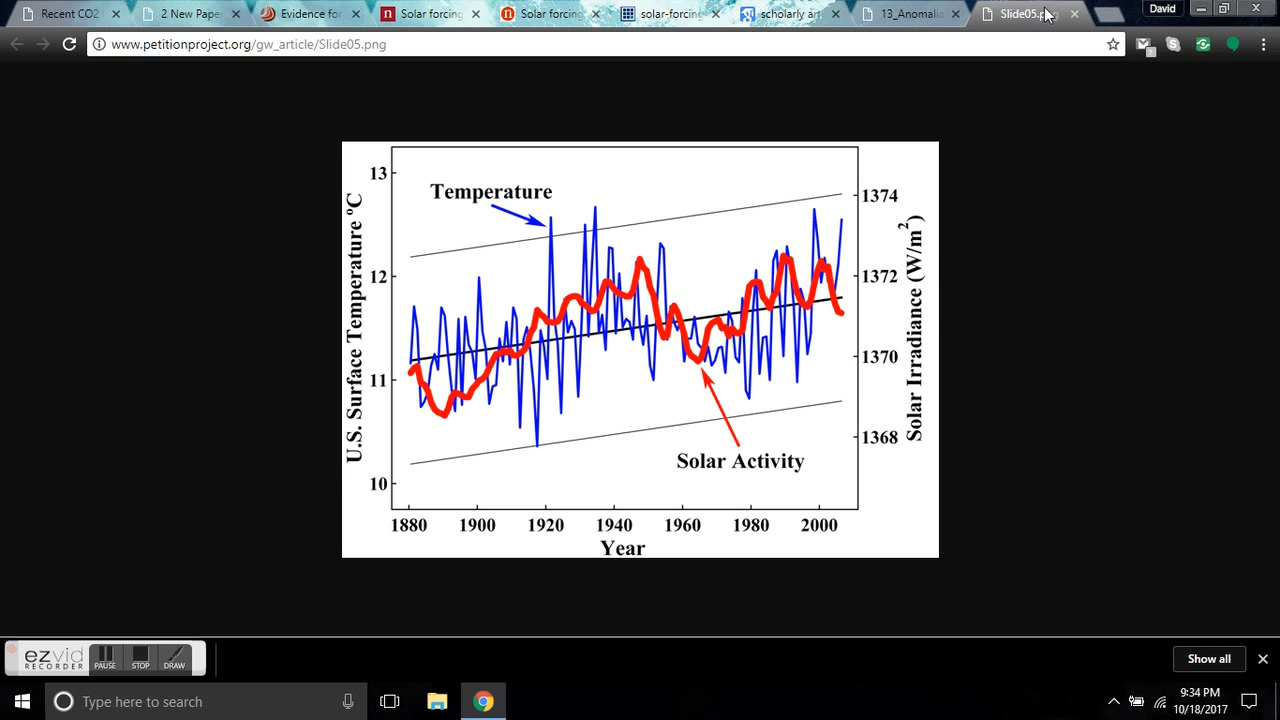 Recent CO2
2 New Paper
Evidence for
Solar forcing
Solar forcing
solar-forcing
scholarly art
13_Anomalia
Slide05.png
David
www.petitionproject.org/gw_article/Slide05.png
13
12
11
10
U.S. Surface Temperature °C
Temperature
Solar Activity
1374
1372
1370
1368
Solar Irradiance (W/m2)
1880 1900 1920 1940 1960 1980 2000
Year
ezvid
RECORDER
PAUSE STOP DRAW
Show all
Type here to search
9:34 PM
10/18/2017